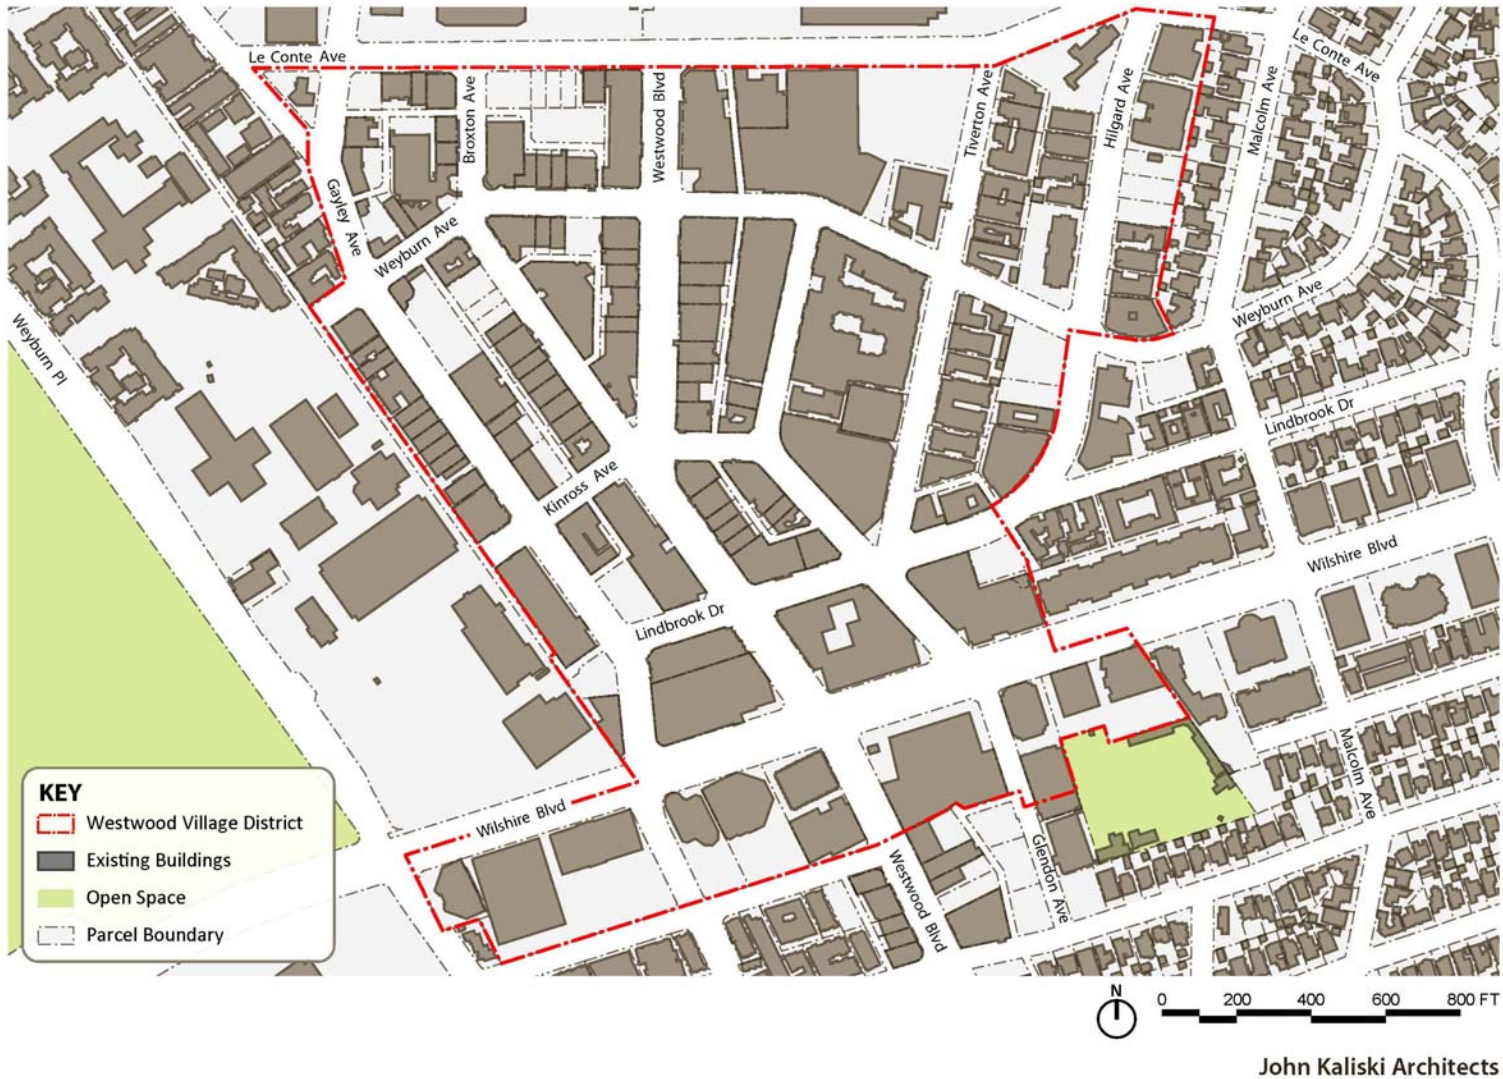 Le Conte Ave
Le Conte Ave
Broxton Ave
Westwood Blvd
Tiverton Ave
Hilgard Ave
Malcolm Ave
Gayley Ave
Weyburn Ave
Weyburn Ave
Weyburn Pl
Lindbrook Dr
Kinross Ave
Wilshire Blvd
Lindbrook Dr
Malcolm Ave
Wilshire Blvd
Glendon Ave
Westwood Blvd
KEY
Westwood Village District
Existing Buildings
Open Space
Parcel Boundary
N
0 200 400 600 800 FT
John Kaliski Architects